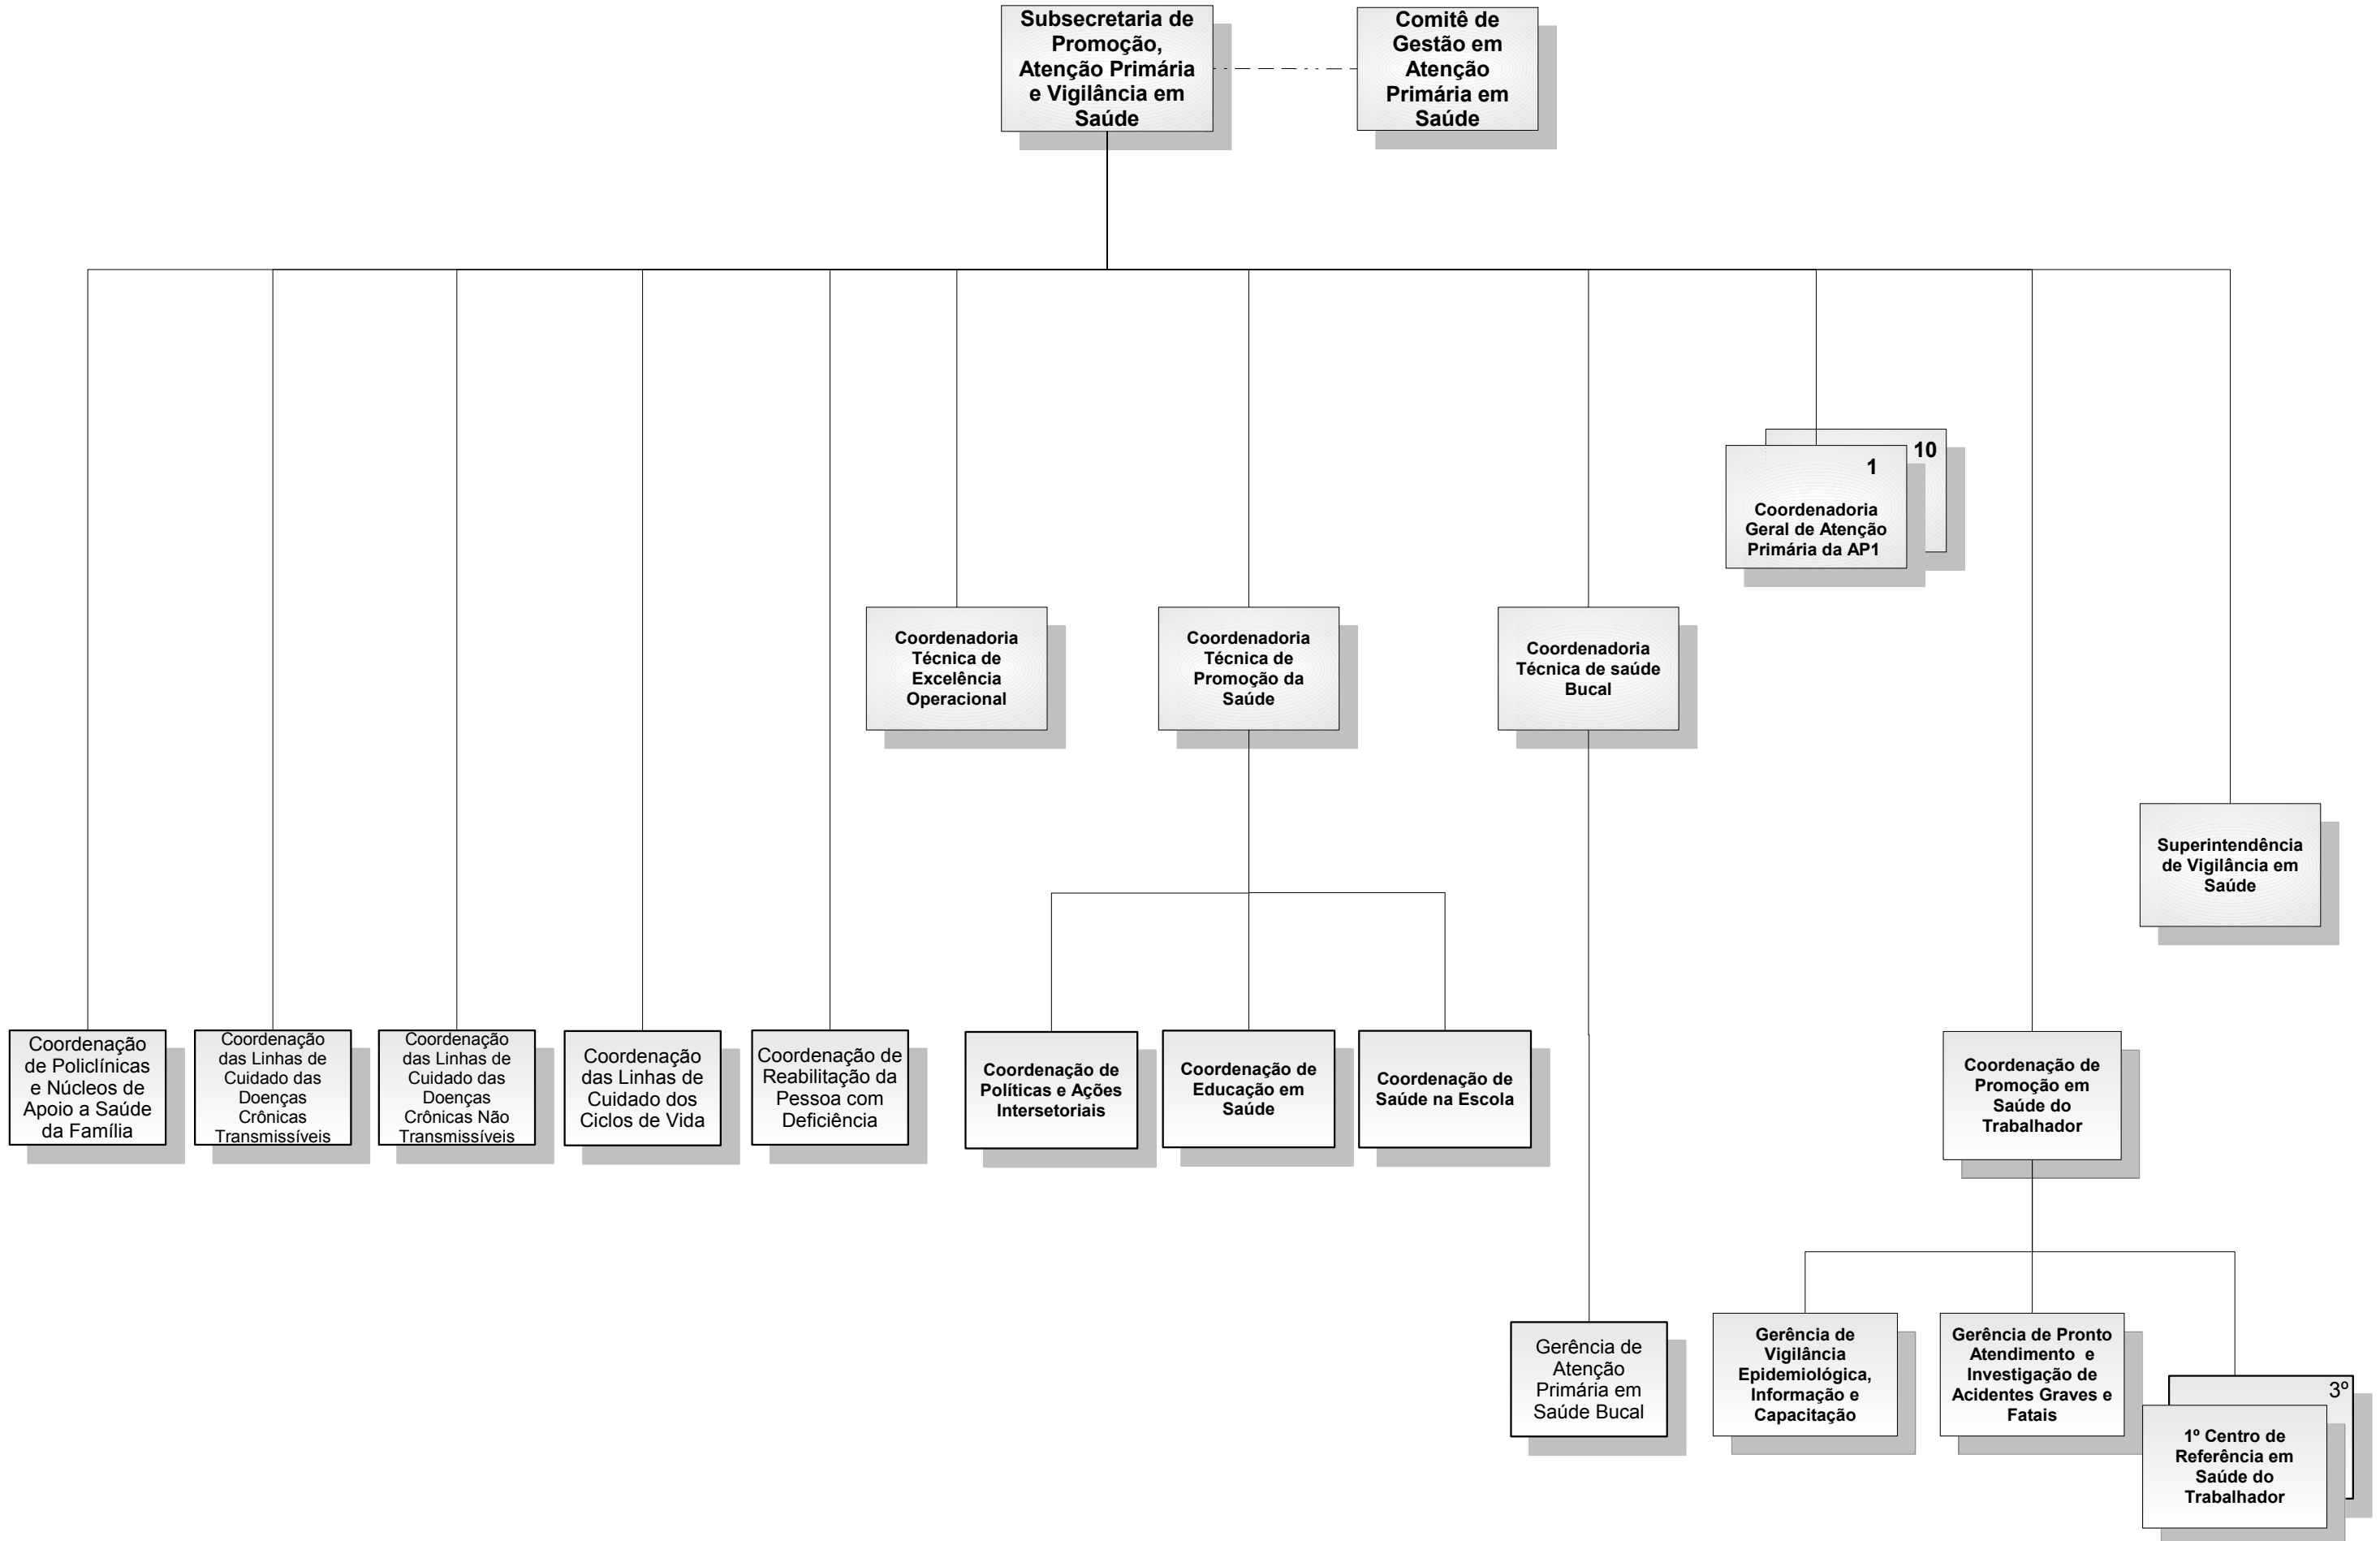 Subsecretaria de
Promoção,
Atenção Primária
e Vigilância em
Saúde
Comitê de
Gestão em
Atenção
Primária em
Saúde
10
1
Coordenadoria
Geral de Atenção
Primária da AP1
Coordenadoria
Técnica de
Excelência
Operacional
Coordenadoria
Técnica de
Promoção da
Saúde
Coordenadoria
Técnica de saúde
Bucal
Superintendência
de Vigilância em
Saúde
Coordenação
de Policlínicas
e Núcleos de
Apoio a Saúde
da Família
Coordenação
das Linhas de
Cuidado das
Doenças
Crônicas
Transmissíveis
Coordenação
das Linhas de
Cuidado das
Doenças
Crônicas Não
Transmissíveis
Coordenação
das Linhas de
Cuidado dos
Ciclos de Vida
Coordenação de
Reabilitação da
Pessoa com
Deficiência
Coordenação de
Políticas e Ações
Intersetoriais
Coordenação de
Educação em
Saúde
Coordenação de
Saúde na Escola
Coordenação de
Promoção em
Saúde do
Trabalhador
Gerência de
Atenção
Primária em
Saúde Bucal
Gerência de
Vigilância
Epidemiológica,
Informação e
Capacitação
Gerência de Pronto
Atendimento e
Investigação de
Acidentes Graves e
Fatais
3º
1º Centro de
Referência em
Saúde do
Trabalhador